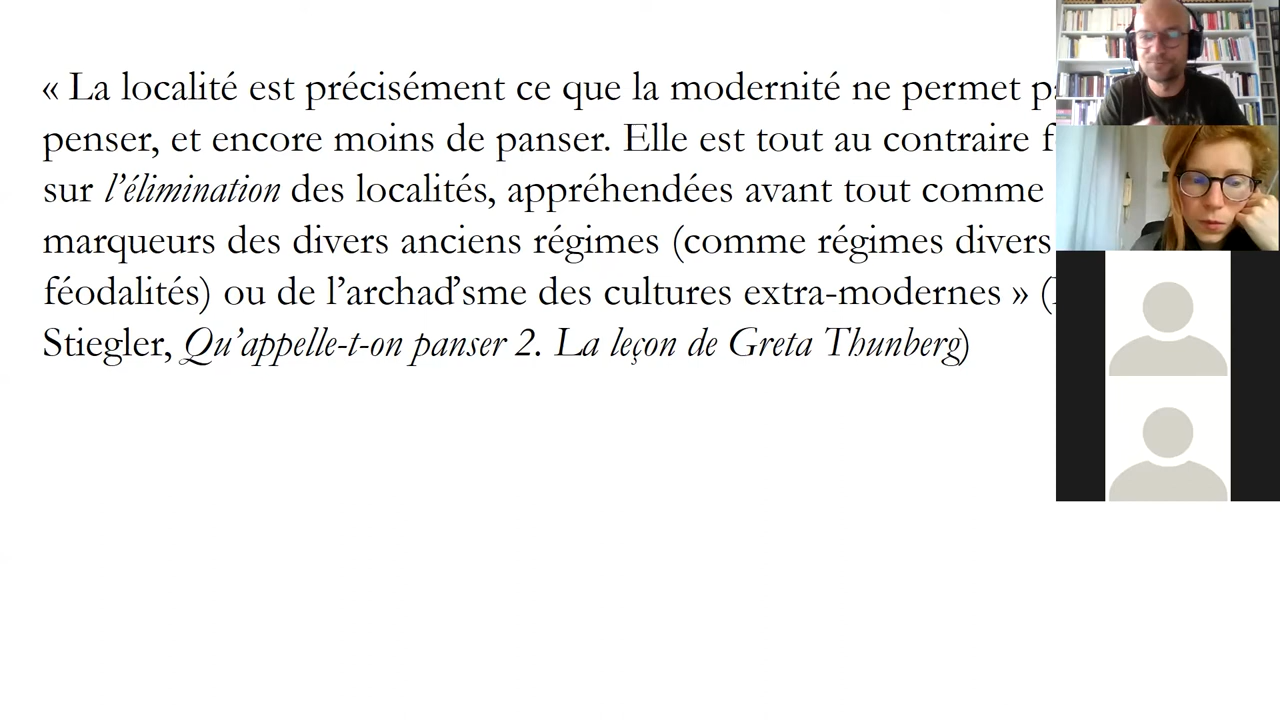 « La localité est précisément ce que la modernité ne permet
penser, et encore moins de panser. Elle est tout au contraire
sur l’élimination des localités, appréhendées avant tout comme
marqueurs des divers anciens régimes (comme régimes divers
féodalités) ou de l’archad’sme des cultures extra-modernes » (
Stiegler, Qu’appelle-t-on panser 2. La leçon de Greta Thunberg)